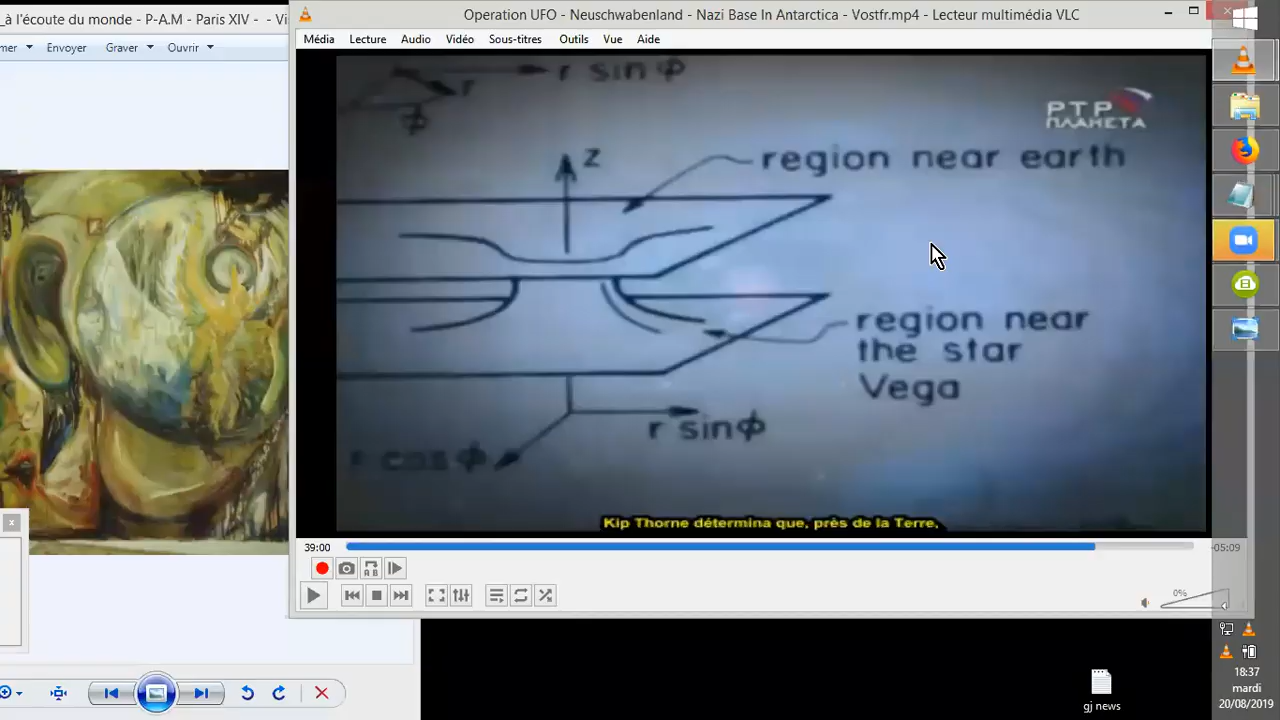 _à l'écoute du monde - P-A.M - Paris XIV -
Operation UFO - Neuschwabenland - Nazi Base In Antarctica - Vostfr.mp4 - Lecteur multimédia VLC
Envoyer Graver Ouvrir
Média Lecture Audio Vidéo Sous-titres Outils Vue Aide
r sin φ
r
φ
РТР
ПЛАНЕТА
z
region near earth
region near
the star
Vega
r sin φ
r cos φ
Kip Thorne détermina que, près de la Terre,
39:00
-05:09
0%
18:37
mardi
20/08/2019
gj news